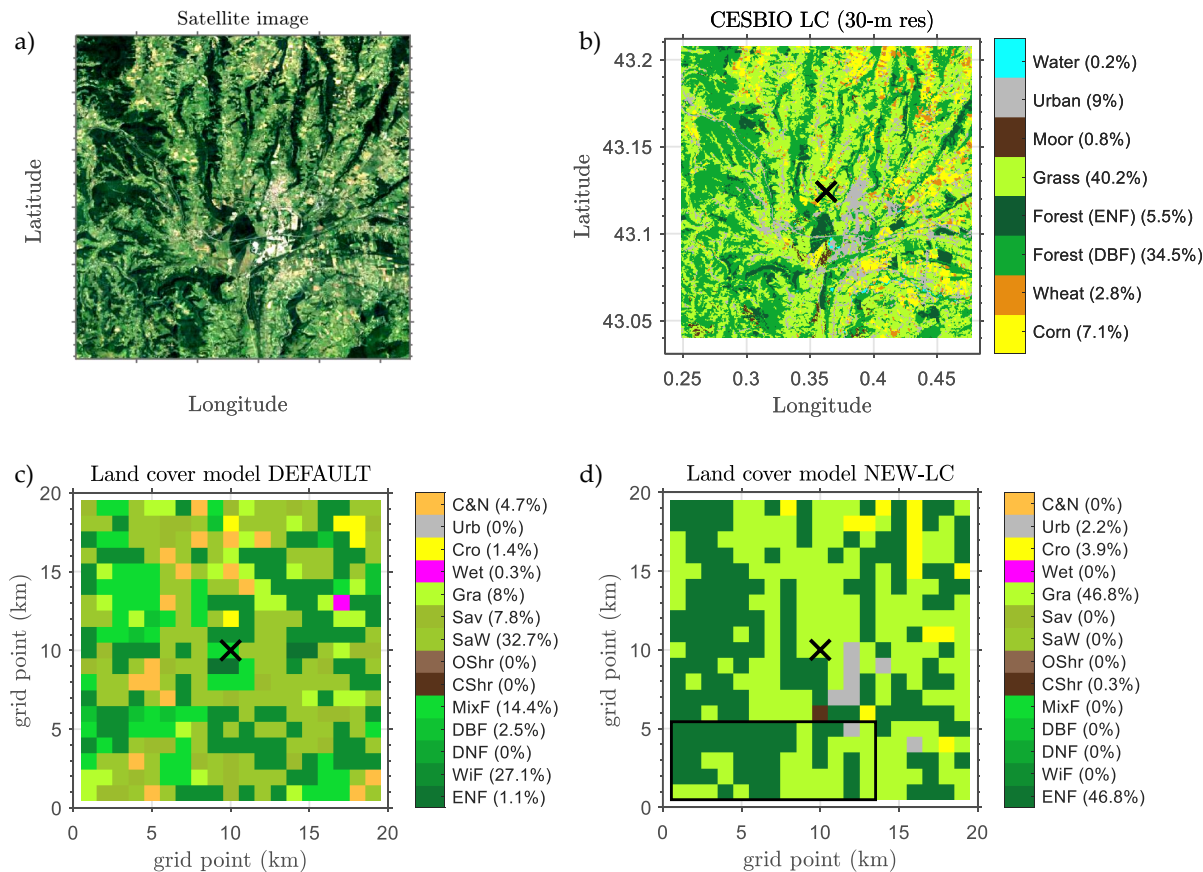 a)
Satellite image
Latitude
Longitude
b)
CESBIO LC (30-m res)
43.2
43.15
43.1
43.05
Latitude
0.25
0.3
0.35
0.4
0.45
Longitude
Water (0.2%)
Urban (9%)
Moor (0.8%)
Grass (40.2%)
Forest (ENF) (5.5%)
Forest (DBF) (34.5%)
Wheat (2.8%)
Corn (7.1%)
c)
Land cover model DEFAULT
20
15
10
5
0
grid point (km)
0
5
10
15
20
grid point (km)
C&N (4.7%)
Urb (0%)
Cro (1.4%)
Wet (0.3%)
Gra (8%)
Sav (7.8%)
SaW (32.7%)
OShr (0%)
CShr (0%)
MixF (14.4%)
DBF (2.5%)
DNF (0%)
WiF (27.1%)
ENF (1.1%)
d)
Land cover model NEW-LC
20
15
10
5
0
grid point (km)
0
5
10
15
20
grid point (km)
C&N (0%)
Urb (2.2%)
Cro (3.9%)
Wet (0%)
Gra (46.8%)
Sav (0%)
SaW (0%)
OShr (0%)
CShr (0.3%)
MixF (0%)
DBF (0%)
DNF (0%)
WiF (0%)
ENF (46.8%)